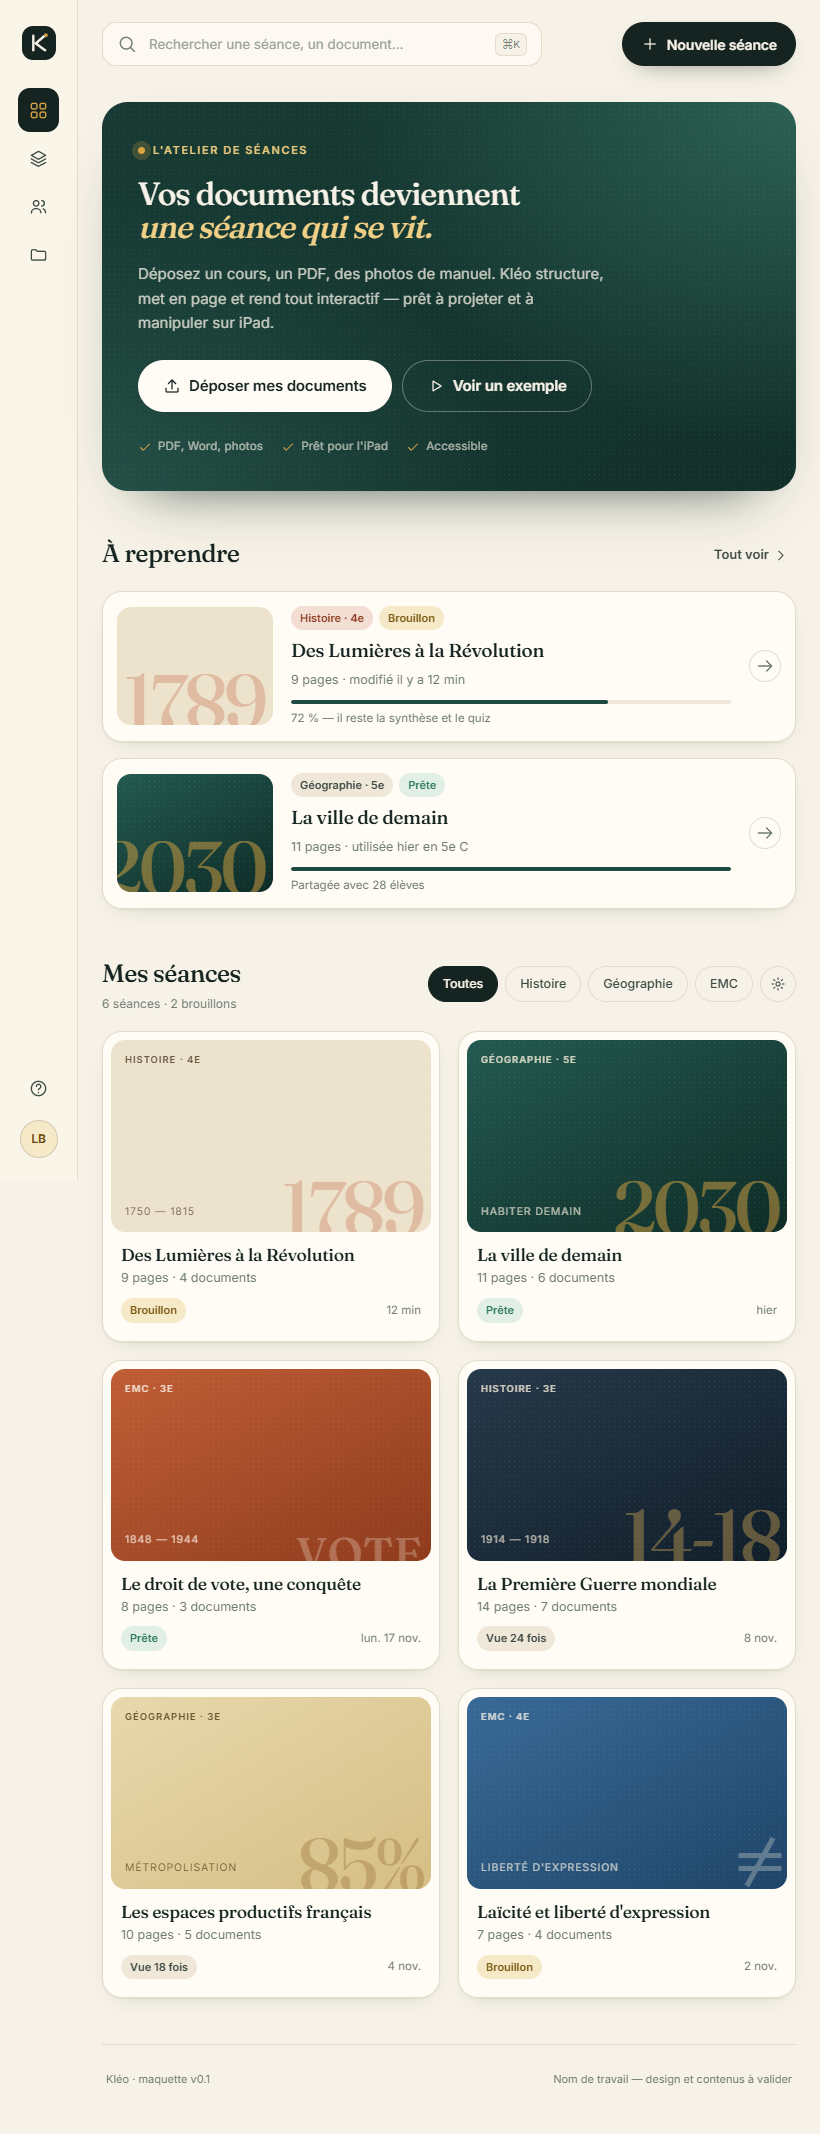 K
Rechercher une séance, un document...
⌘K
Nouvelle séance
L'ATELIER DE SÉANCES
Vos documents deviennent
une séance qui se vit.
Déposez un cours, un PDF, des photos de manuel. Kléo structure,
met en page et rend tout interactif — prêt à projeter et à
manipuler sur iPad.
Déposer mes documents
Voir un exemple
PDF, Word, photos
Prêt pour l'iPad
Accessible
À reprendre
Tout voir
1789
Histoire · 4e
Brouillon
Des Lumières à la Révolution
9 pages · modifié il y a 12 min
72 % — il reste la synthèse et le quiz
2030
Géographie · 5e
Prête
La ville de demain
11 pages · utilisée hier en 5e C
Partagée avec 28 élèves
Mes séances
6 séances · 2 brouillons
Toutes
Histoire
Géographie
EMC
LB
HISTOIRE · 4E
1750 — 1815
1789
Des Lumières à la Révolution
9 pages · 4 documents
Brouillon
12 min
GÉOGRAPHIE · 5E
HABITER DEMAIN
2030
La ville de demain
11 pages · 6 documents
Prête
hier
EMC · 3E
1848 — 1944
VOTE
Le droit de vote, une conquête
8 pages · 3 documents
Prête
lun. 17 nov.
HISTOIRE · 3E
1914 — 1918
14-18
La Première Guerre mondiale
14 pages · 7 documents
Vue 24 fois
8 nov.
GÉOGRAPHIE · 3E
MÉTROPOLISATION
85%
Les espaces productifs français
10 pages · 5 documents
Vue 18 fois
4 nov.
EMC · 4E
LIBERTÉ D'EXPRESSION
≠
Laïcité et liberté d'expression
7 pages · 4 documents
Brouillon
2 nov.
Kléo · maquette v0.1
Nom de travail — design et contenus à valider